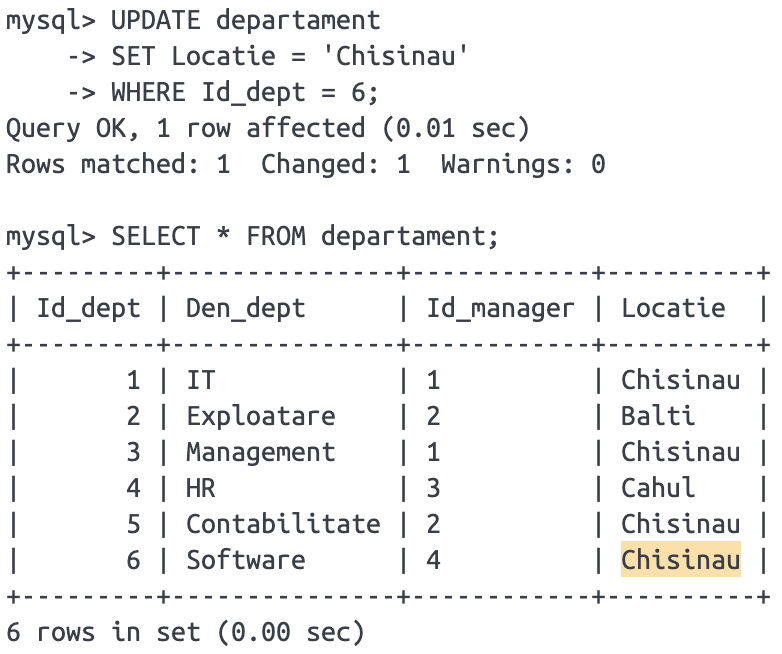 mysql> UPDATE departament
    -> SET Locatie = 'Chisinau'
    -> WHERE Id_dept = 6;
Query OK, 1 row affected (0.01 sec)
Rows matched: 1  Changed: 1  Warnings: 0

mysql> SELECT * FROM departament;
+---------+---------------+------------+----------+
| Id_dept | Den_dept      | Id_manager | Locatie  |
+---------+---------------+------------+----------+
|       1 | IT            | 1          | Chisinau |
|       2 | Exploatare    | 2          | Balti    |
|       3 | Management    | 1          | Chisinau |
|       4 | HR            | 3          | Cahul    |
|       5 | Contabilitate | 2          | Chisinau |
|       6 | Software      | 4          | Chisinau |
+---------+---------------+------------+----------+
6 rows in set (0.00 sec)